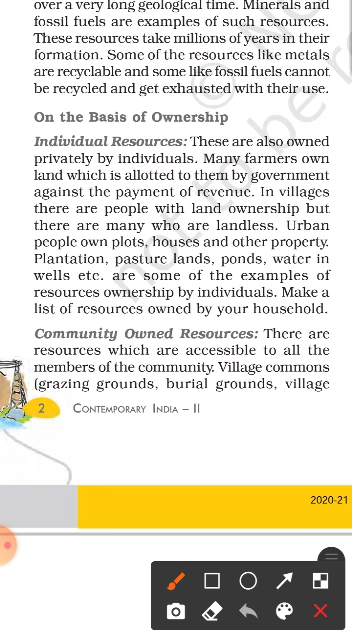 over a very long geological time. Minerals and
fossil fuels are examples of such resources.
These resources take millions of years in their
formation. Some of the resources like metals
are recyclable and some like fossil fuels cannot
be recycled and get exhausted with their use.
On the Basis of Ownership
Individual Resources: These are also owned
privately by individuals. Many farmers own
land which is allotted to them by government
against the payment of revenue. In villages
there are people with land ownership but
there are many who are landless. Urban
people own plots, houses and other property.
Plantation, pasture lands, ponds, water in
wells etc. are some of the examples of
resources ownership by individuals. Make a
list of resources owned by your household.
Community Owned Resources: There are
resources which are accessible to all the
members of the community. Village commons
(grazing grounds, burial grounds, village
2 CONTEMPORARY INDIA – II
2020-21
not to be re
© N